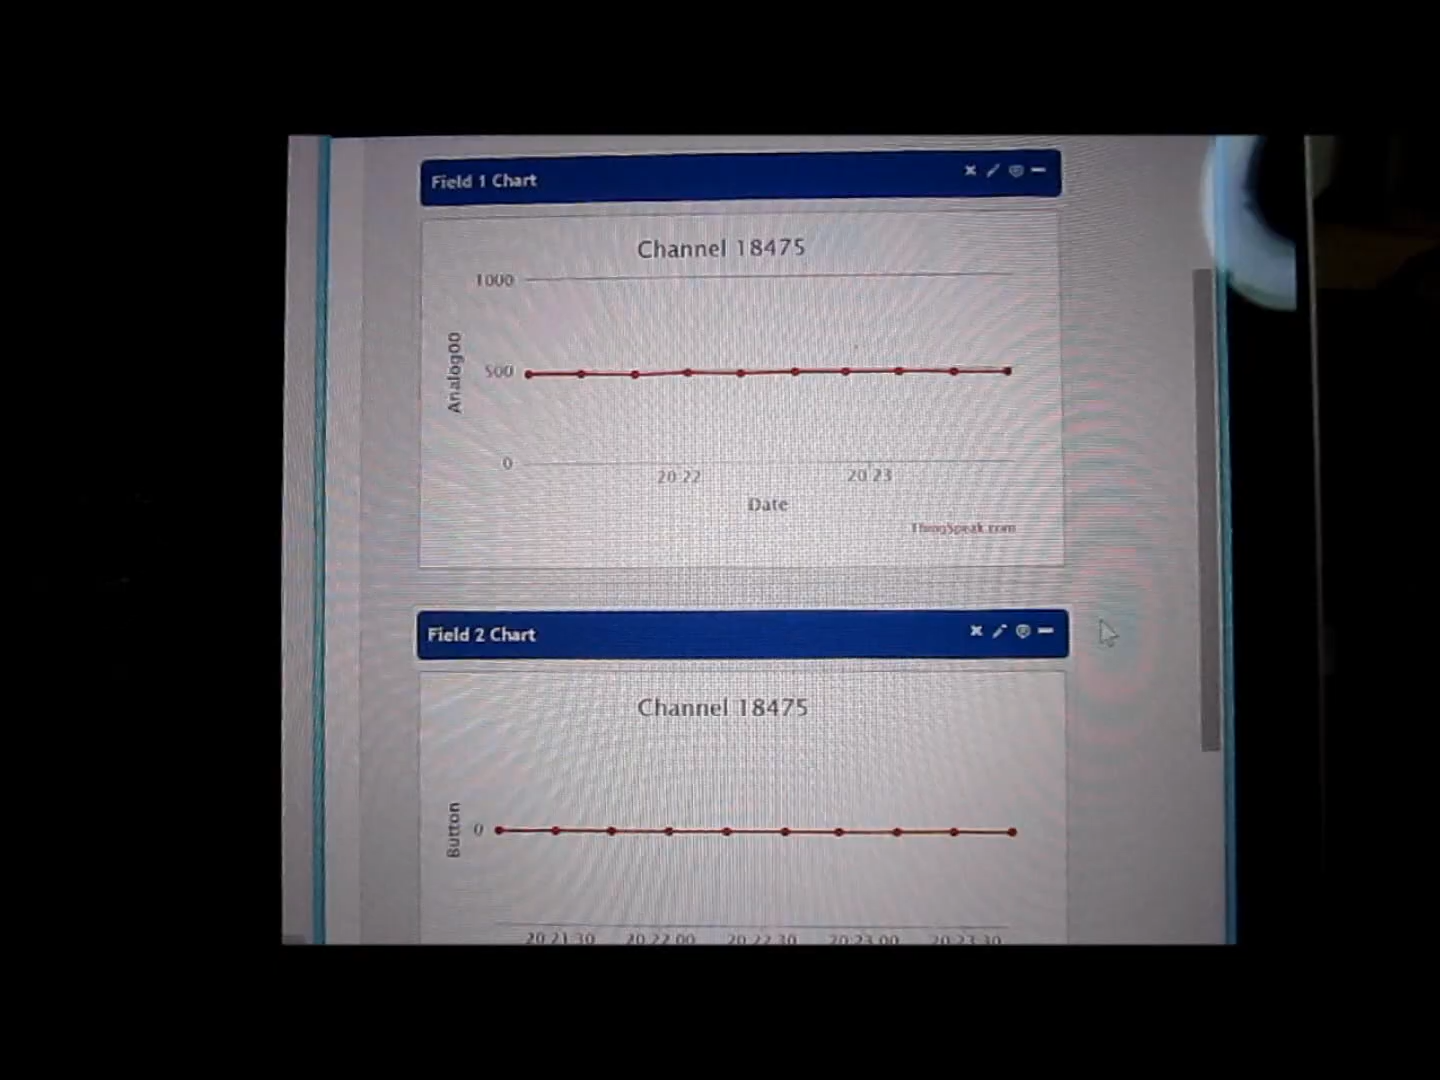 Field 1 Chart
Channel 18475
1000
Analog00
500
0
20:22
20:23
Date
ThingSpeak.com
Field 2 Chart
Channel 18475
Button
0
20:21:30
20:22:00
20:22:30
20:23:00
20:23:30